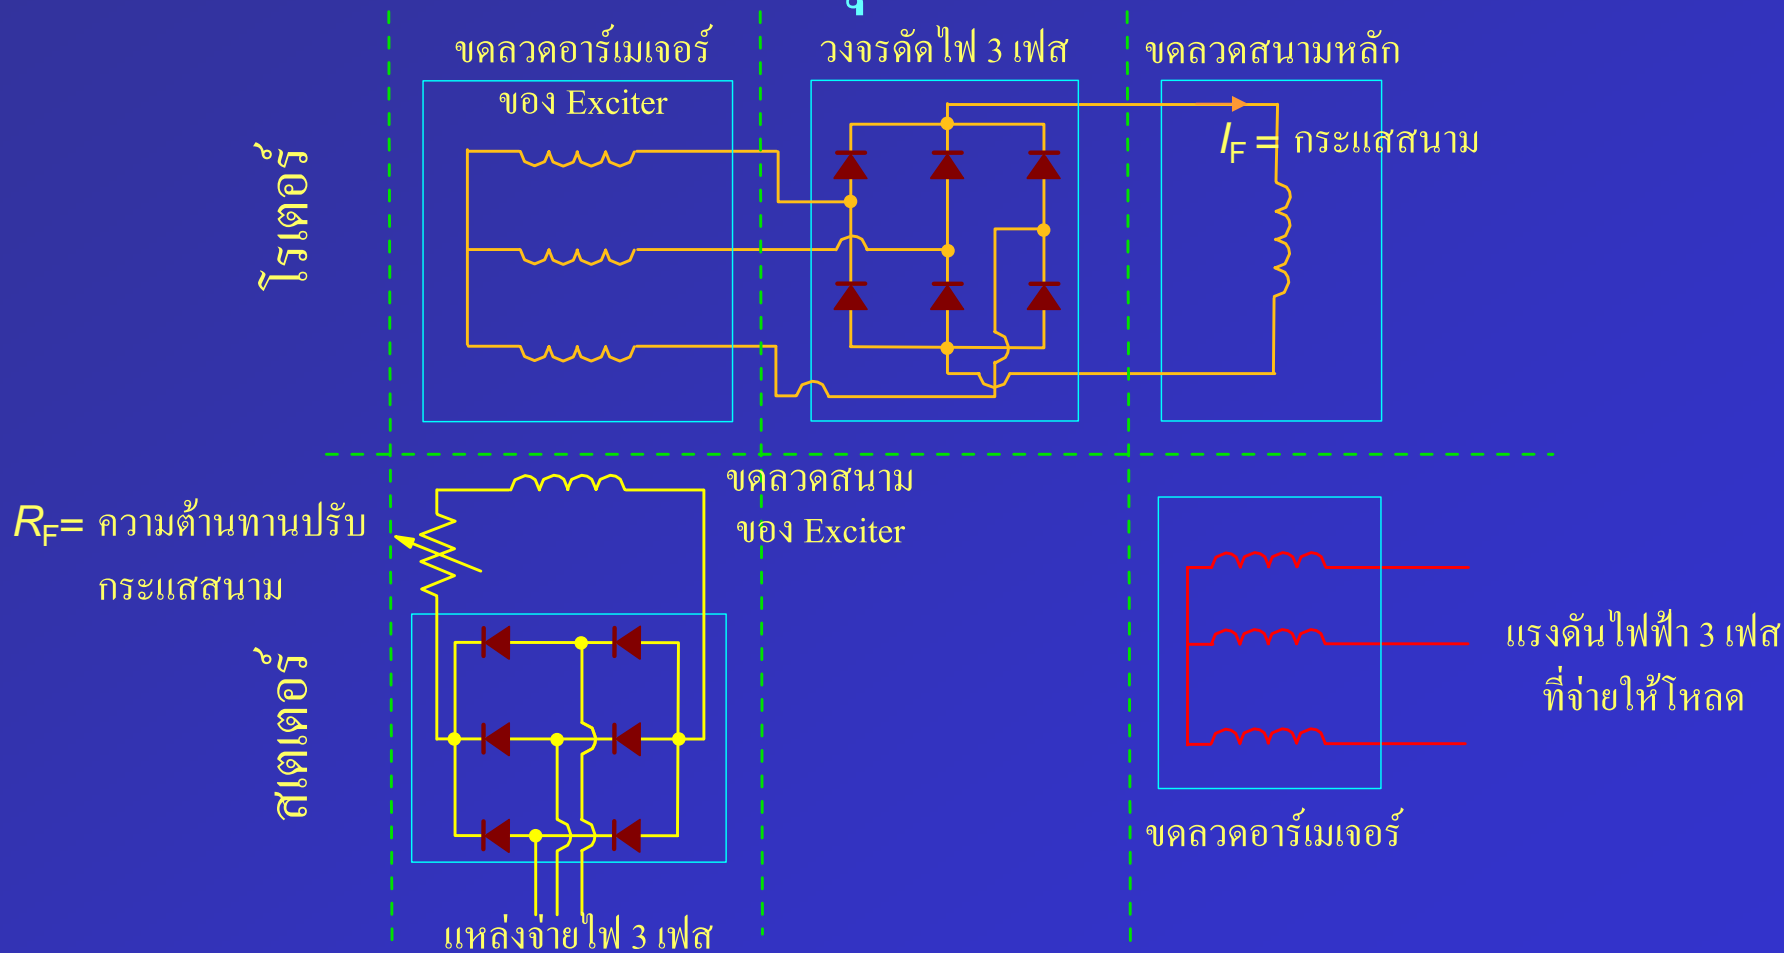 ขดลวดอาร์เมเจอร์
ของ Exciter
วงจรดัดไฟ 3 เฟส
ขดลวดสนามหลัก
I_F = กระแสสนาม
โรเตอร์
ขดลวดสนาม
ของ Exciter
R_F = ความต้านทานปรับ
กระแสสนาม
สเตเตอร์
แรงดันไฟฟ้า 3 เฟส
ที่จ่ายให้โหลด
ขดลวดอาร์เมเจอร์
แหล่งจ่ายไฟ 3 เฟส